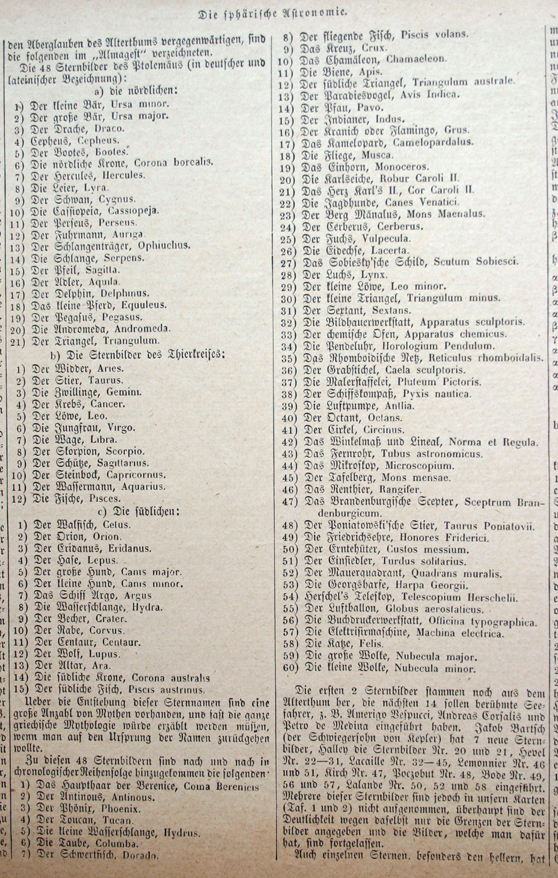 Die sphärische Astronomie.
den Aberglauben des Alterthums vergegenwärtigen, sind
die folgenden im „Almagest“ verzeichneten.
Die 48 Sternbilder des Ptolemäus (in deutscher und
lateinischer Bezeichnung):
a) die nördlichen:
1) Der kleine Bär, Ursa minor.
2) Der große Bär, Ursa major.
3) Der Drache, Draco.
4) Cepheus, Cepheus.
5) Der Bootes, Bootes.
6) Die nördliche Krone, Corona borealis.
7) Der Hercules, Hercules.
8) Die Leier, Lyra.
9) Der Schwan, Cygnus.
10) Die Cassiopeia, Cassiopeja.
11) Der Perseus, Perseus.
12) Der Fuhrmann, Auriga.
13) Der Schlangenträger, Ophiuchus.
14) Die Schlange, Serpens.
15) Der Pfeil, Sagitta.
16) Der Adler, Aquila.
17) Der Delphin, Delphinus.
18) Das kleine Pferd, Equuleus.
19) Der Pegasus, Pegasus.
20) Die Andromeda, Andromeda.
21) Der Triangel, Triangulum.
b) Die Sternbilder des Thierkreises:
1) Der Widder, Aries.
2) Der Stier, Taurus.
3) Die Zwillinge, Gemini.
4) Der Krebs, Cancer.
5) Der Löwe, Leo.
6) Die Jungfrau, Virgo.
7) Die Wage, Libra.
8) Der Skorpion, Scorpio.
9) Der Schütze, Sagittarius.
10) Der Steinbock, Capricornus.
11) Der Wassermann, Aquarius.
12) Die Fische, Pisces.
c) Die südlichen:
1) Der Walfisch, Cetus.
2) Der Orion, Orion.
3) Der Eridanus, Eridanus.
4) Der Hase, Lepus.
5) Der große Hund, Canis major.
6) Der kleine Hund, Canis minor.
7) Das Schiff Argo, Argus
8) Die Wasserschlange, Hydra.
9) Der Becher, Crater.
10) Der Rabe, Corvus.
11) Der Centaur, Centaur.
12) Der Wolf, Lupus.
13) Der Altar, Ara.
14) Die südliche Krone, Corona australis
15) Der südliche Fisch, Piscis austrinus.
Ueber die Entstehung dieser Sternnamen sind eine
große Anzahl von Mythen vorhanden, und fast die ganze
griechische Mythologie würde erzählt werden müssen,
wenn man auf den Ursprung der Namen zurückgehen
wollte.
Zu diesen 48 Sternbildern sind nach und nach in
chronologischer Reihenfolge hinzugekommen die folgenden:
1) Das Haupthaar der Berenice, Coma Berenicis
2) Der Antinous, Antinous.
3) Der Phönix, Phoenix.
4) Der Toucan, Tucan.
5) Die kleine Wasserschlange, Hydrus.
6) Die Taube, Columba.
7) Der Schwertfisch, Dorado.
8) Der fliegende Fisch, Piscis volans.
9) Das Kreuz, Crux.
10) Das Chamäleon, Chamaeleon.
11) Die Biene, Apis.
12) Der südliche Triangel, Triangulum australe.
13) Der Paradiesvogel, Avis Indica.
14) Der Pfau, Pavo.
15) Der Indianer, Indus.
16) Der Kranich oder Flamingo, Grus.
17) Das Kamelopard, Camelopardalus.
18) Die Fliege, Musca.
19) Das Einhorn, Monoceros.
20) Die Karlseiche, Robur Caroli II.
21) Das Herz Karl's II., Cor Caroli II.
22) Die Jagdhunde, Canes Venatici.
23) Der Berg Mänalus, Mons Maenalus.
24) Der Cerberus, Cerberus.
25) Der Fuchs, Vulpecula.
26) Die Eidechse, Lacerta.
27) Das Sobiesky'sche Schild, Scutum Sobiesci.
28) Der Luchs, Lynx.
29) Der kleine Löwe, Leo minor.
30) Der kleine Triangel, Triangulum minus.
31) Der Sextant, Sextans.
32) Die Bildhauerwerkstatt, Apparatus sculptoris.
33) Der chemische Ofen, Apparatus chemicus.
34) Die Pendeluhr, Horologium Pendulum.
35) Das Rhomboidische Netz, Reticulus rhomboidalis.
36) Der Grabstichel, Caela sculptoris.
37) Die Malerstaffelei, Pluteum Pictoris.
38) Der Schiffskompaß, Pyxis nautica.
39) Die Luftpumpe, Antlia.
40) Der Octant, Octans.
41) Der Cirkel, Circinus.
42) Das Winkelmaß und Lineal, Norma et Regula.
43) Das Fernrohr, Tubus astronomicus.
44) Das Mikroskop, Microscopium.
45) Der Tafelberg, Mons mensae.
46) Das Renthier, Rangifer.
47) Das Brandenburgische Scepter, Sceptrum Bran-
denburgicum.
48) Der Poniatowski'sche Stier, Taurus Poniatovii.
49) Die Friedrichsehre, Honores Friderici.
50) Der Erntehüter, Custos messium.
51) Der Einsiedler, Turdus solitarius.
52) Der Mauerquadrant, Quadrans muralis.
53) Die Georgsharfe, Harpa Georgii.
54) Herschel's Teleskop, Telescopium Herschelii.
55) Der Luftballon, Globus aerostaticus.
56) Die Buchdruckerwerkstatt, Officina typographica.
57) Die Elektrisirmaschine, Machina electrica.
58) Die Katze, Felis.
59) Die große Wolke, Nubecula major.
60) Die kleine Wolke, Nubecula minor.
Die ersten 2 Sternbilder stammen noch aus dem
Alterthum her, die nächsten 14 sollen berühmte See-
fahrer, z. B. Amerigo Vespucci, Andreas Corsalis und
Petro de Medina eingeführt haben. Jakob Bartsch
(der Schwiegersohn von Kepler) hat 7 neue Stern-
bilder, Halley die Sternbilder Nr. 20 und 21, Hevel
Nr. 22—31, Lacaille Nr. 32—45, Lemonnier Nr. 46
und 51, Kirch Nr. 47, Poczobut Nr. 48, Bode Nr. 49,
56 und 57, Lalande Nr. 50, 52 und 58 eingeführt.
Mehrere dieser Sternbilder sind jedoch in unsern Karten
(Taf. 1 und 2) nicht aufgenommen, überhaupt sind der
Deutlichkeit wegen daselbst nur die Grenzen der Stern-
bilder angegeben und die Bilder, welche man dafür
hat, sind fortgelassen.
Auch einzelnen Sternen, besonders den hellern, hat